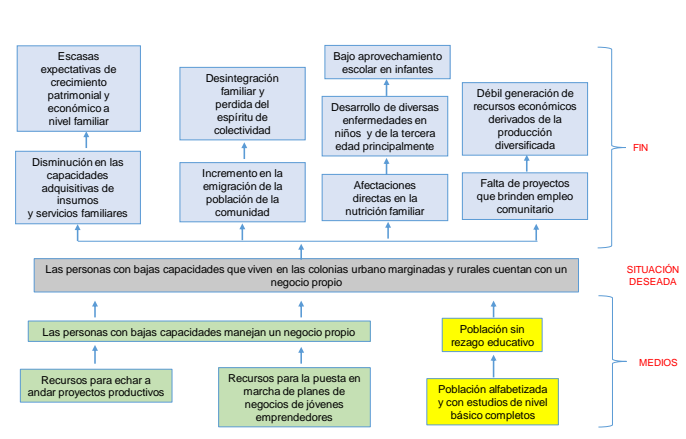 Escasas
expectativas de
crecimiento
patrimonial y
económico a
nivel familiar
Desintegración
familiar y
perdida del
espíritu de
colectividad
Bajo aprovechamiento
escolar en infantes
Desarrollo de diversas
enfermedades en
niños y de la tercera
edad principalmente
Débil generación de
recursos económicos
derivados de la
producción
diversificada
FIN
Disminución en las
capacidades
adquisitivas de
insumos
y servicios familiares
Incremento en la
emigración de la
población de la
comunidad
Afectaciones
directas en la
nutrición familiar
Falta de proyectos
que brinden empleo
comunitario
Las personas con bajas capacidades que viven en las colonias urbano marginadas y rurales cuentan con un
negocio propio
SITUACIÓN
DESEADA
Las personas con bajas capacidades manejan un negocio propio
Población sin
rezago educativo
MEDIOS
Recursos para echar a
andar proyectos productivos
Recursos para la puesta en
marcha de planes de
negocios de jóvenes
emprendedores
Población alfabetizada
y con estudios de nivel
básico completos